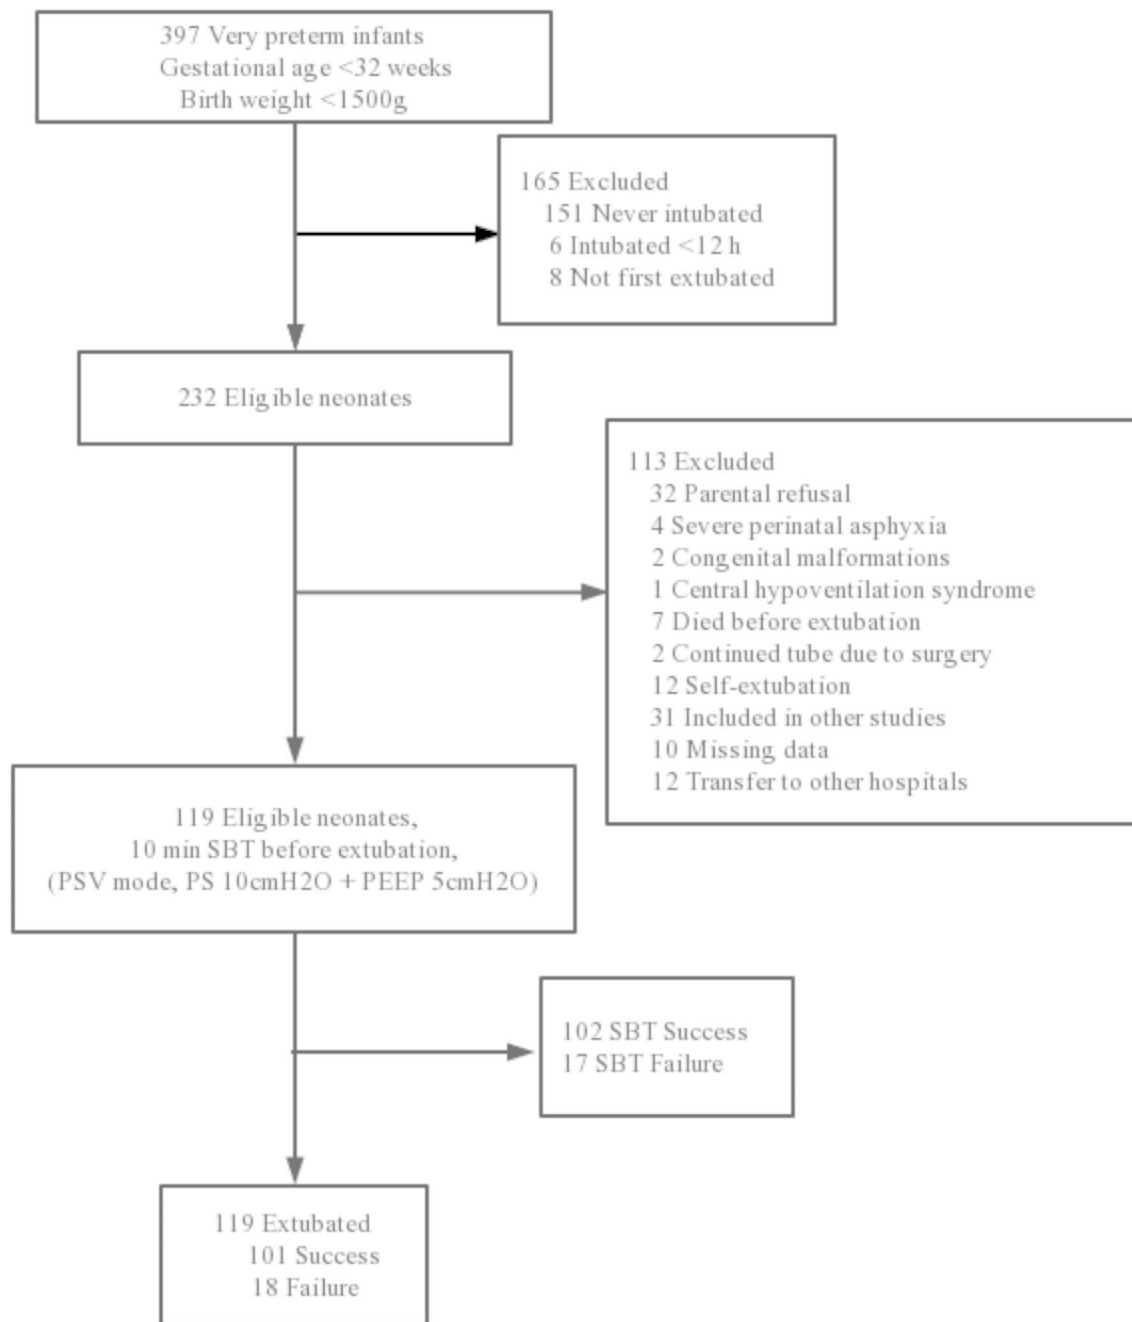 397 Very preterm infants
Gestational age <32 weeks
Birth weight <1500g
165 Excluded
151 Never intubated
6 Intubated <12 h
8 Not first extubated
232 Eligible neonates
113 Excluded
32 Parental refusal
4 Severe perinatal asphyxia
2 Congenital malformations
1 Central hypoventilation syndrome
7 Died before extubation
2 Continued tube due to surgery
12 Self-extubation
31 Included in other studies
10 Missing data
12 Transfer to other hospitals
119 Eligible neonates,
10 min SBT before extubation,
(PSV mode, PS 10cmH2O + PEEP 5cmH2O)
102 SBT Success
17 SBT Failure
119 Extubated
101 Success
18 Failure